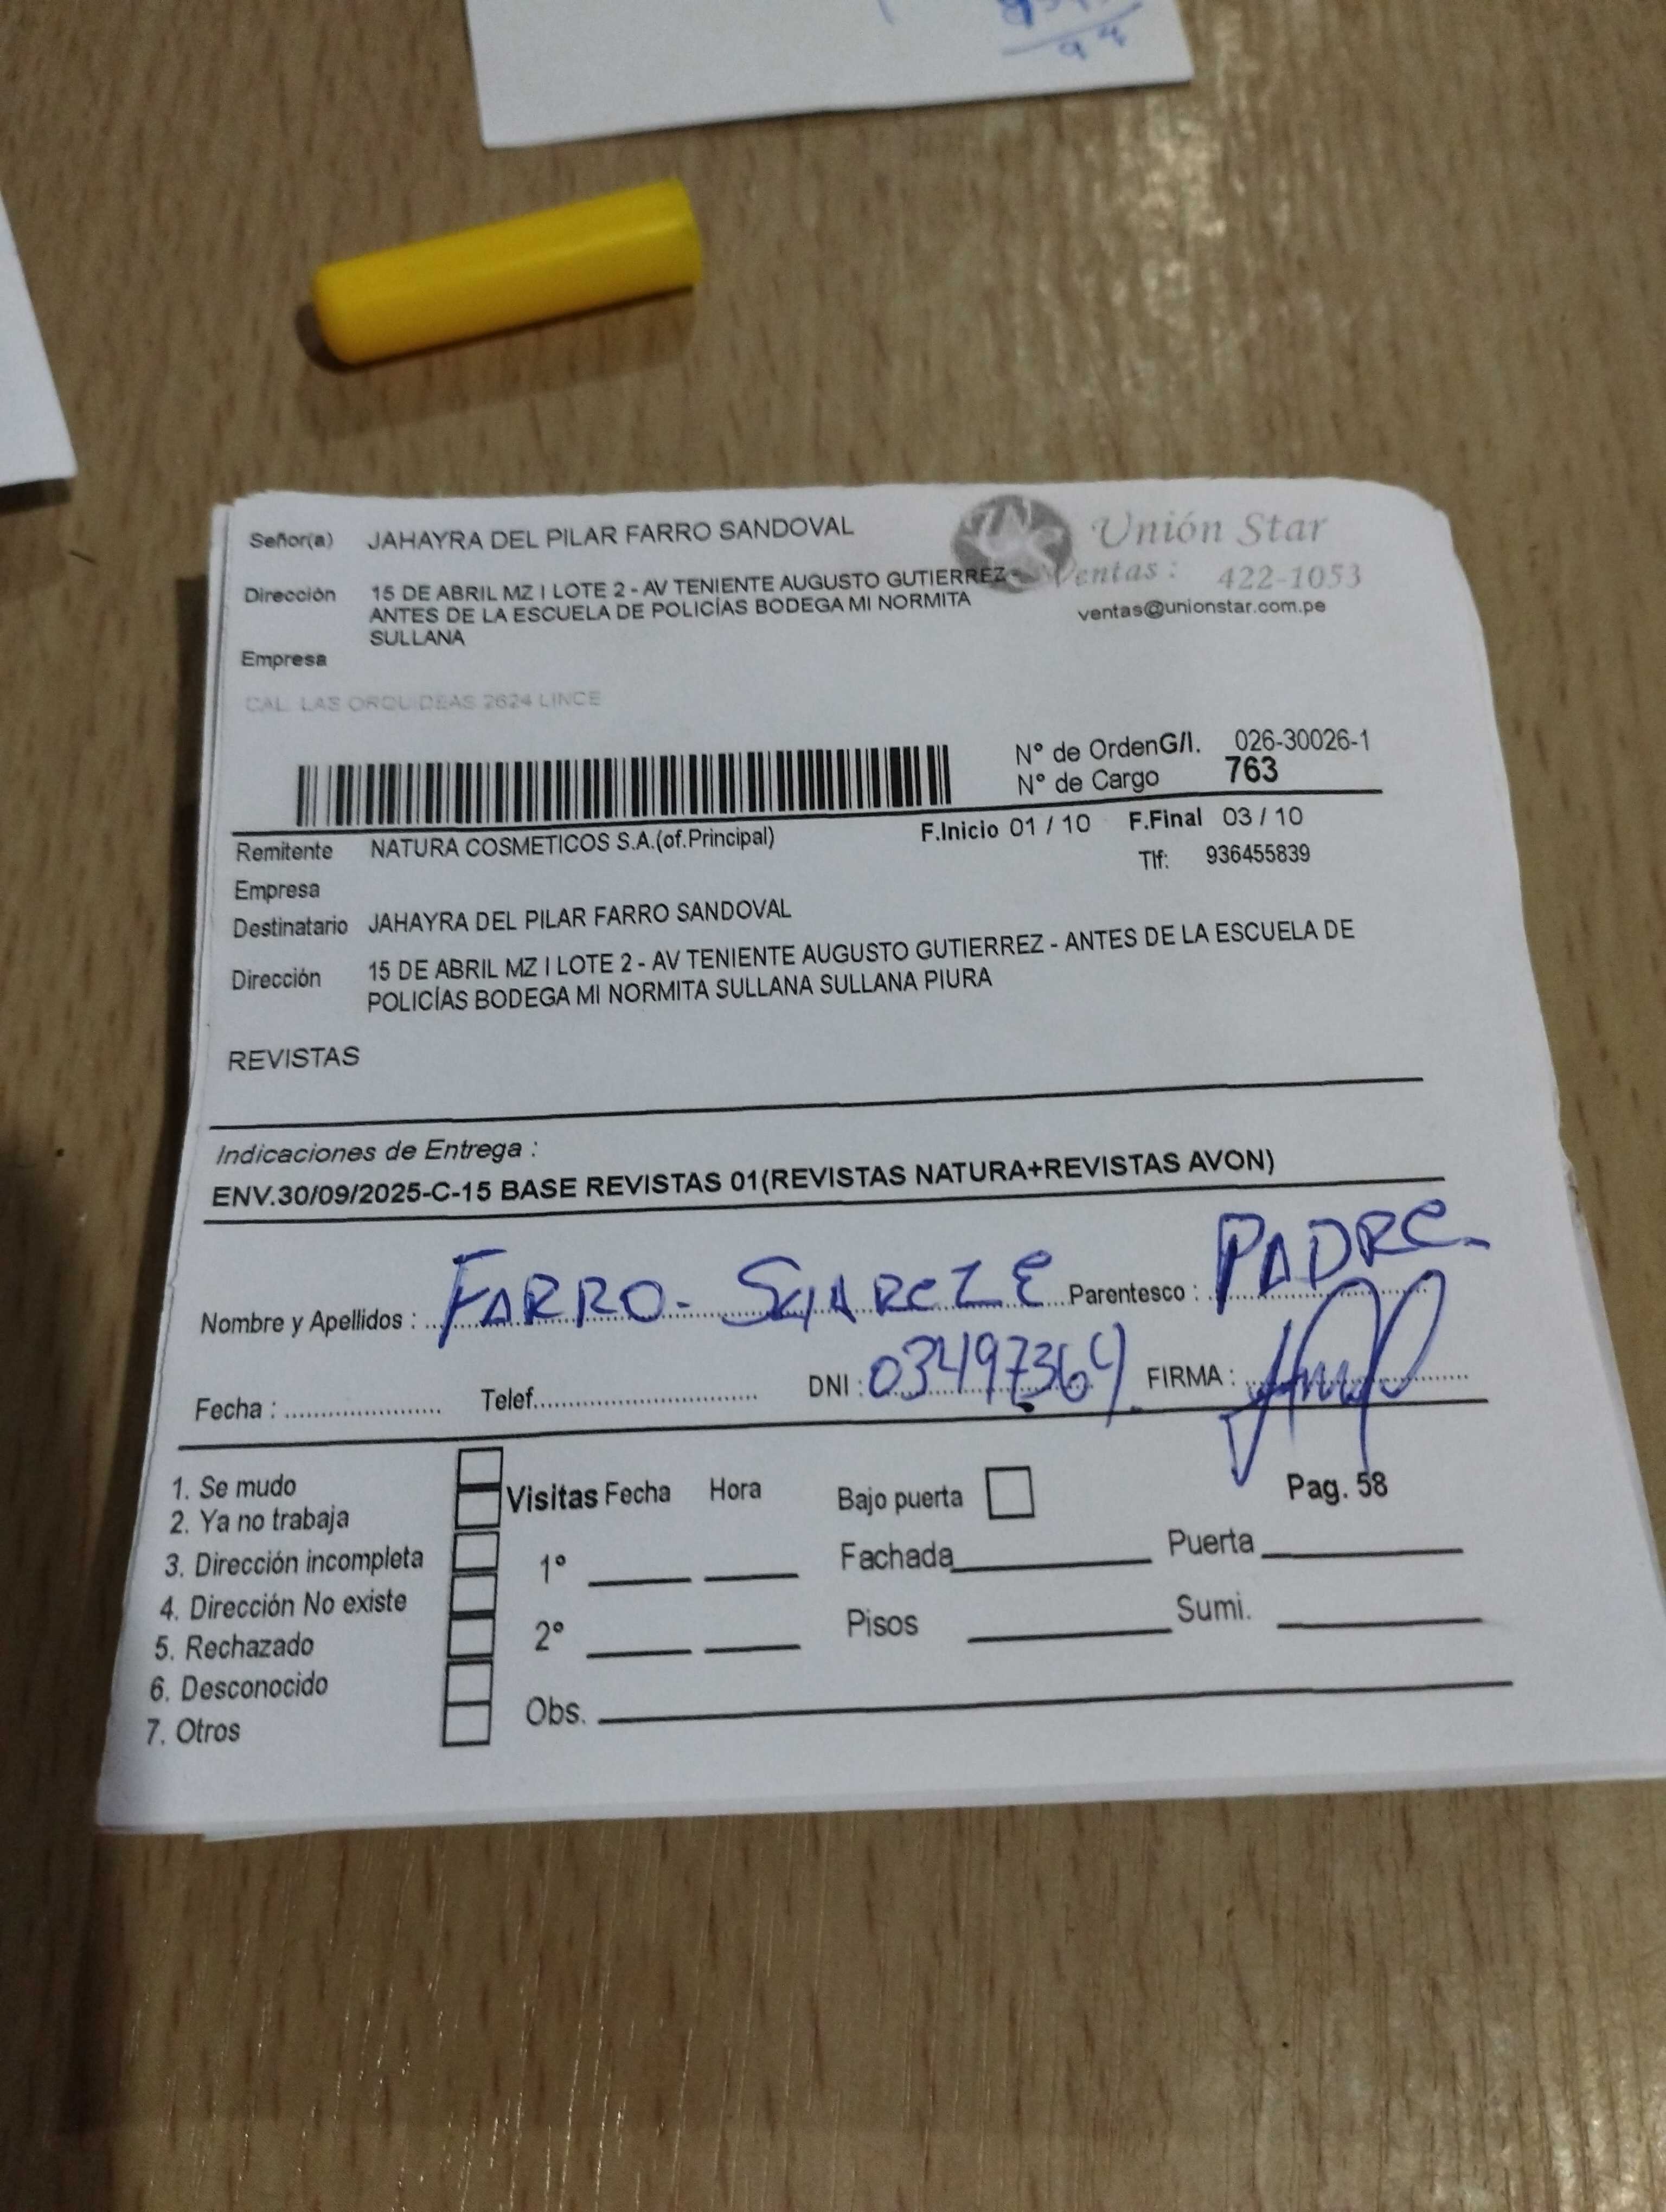 Señor(a) JAHAYRA DEL PILAR FARRO SANDOVAL
Unión Star
Ventas : 422-1053
ventas@unionstar.com.pe
Dirección 15 DE ABRIL MZ I LOTE 2 - AV TENIENTE AUGUSTO GUTIERREZ -
ANTES DE LA ESCUELA DE POLICÍAS BODEGA MI NORMITA
SULLANA
Empresa
CAL. LAS ORQUIDEAS 2624 LINCE
N° de Orden G/I. 026-30026-1
N° de Cargo 763
Remitente NATURA COSMETICOS S.A.(of.Principal) F.Inicio 01 / 10 F.Final 03 / 10
Tlf: 936455839
Empresa
Destinatario JAHAYRA DEL PILAR FARRO SANDOVAL
Dirección 15 DE ABRIL MZ I LOTE 2 - AV TENIENTE AUGUSTO GUTIERREZ - ANTES DE LA ESCUELA DE
POLICÍAS BODEGA MI NORMITA SULLANA SULLANA PIURA
REVISTAS
Indicaciones de Entrega :
ENV.30/09/2025-C-15 BASE REVISTAS 01(REVISTAS NATURA+REVISTAS AVON)
Nombre y Apellidos : FARRO- Parentesco : PADRE
Fecha : Telef. DNI : 03497364 FIRMA :
1. Se mudo
2. Ya no trabaja
3. Dirección incompleta
4. Dirección No existe
5. Rechazado
6. Desconocido
7. Otros
Visitas Fecha Hora
1°
2°
Obs.
Bajo puerta
Pag. 58
Fachada Puerta
Pisos Sumi.